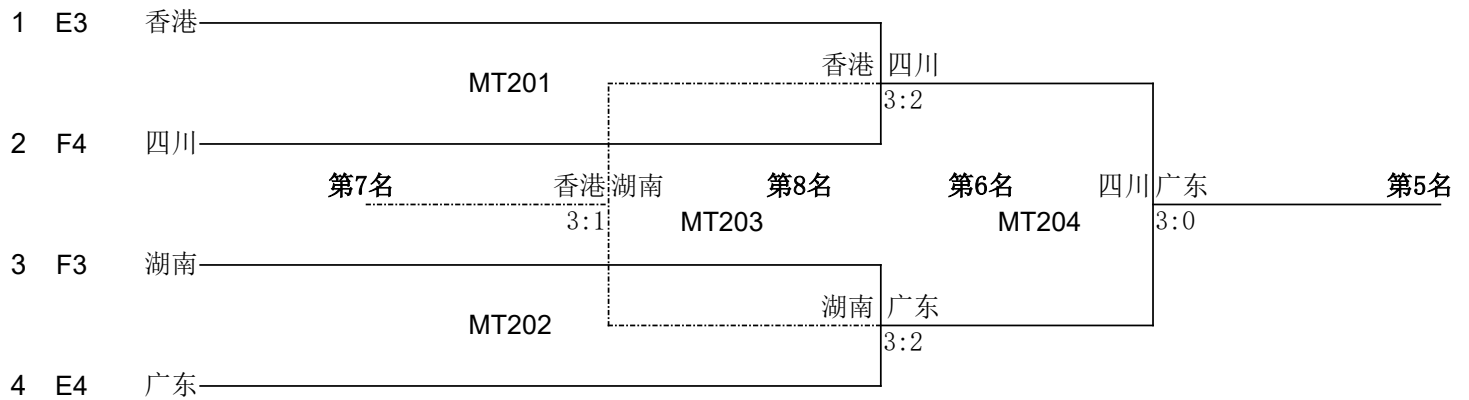 1 E3 香港
香港 四川
MT201
3:2
2 F4 四川
第7名 香港 湖南 第8名 第6名 四川 广东 第5名
3:1 MT203 MT204 3:0
3 F3 湖南
湖南 广东
MT202
3:2
4 E4 广东